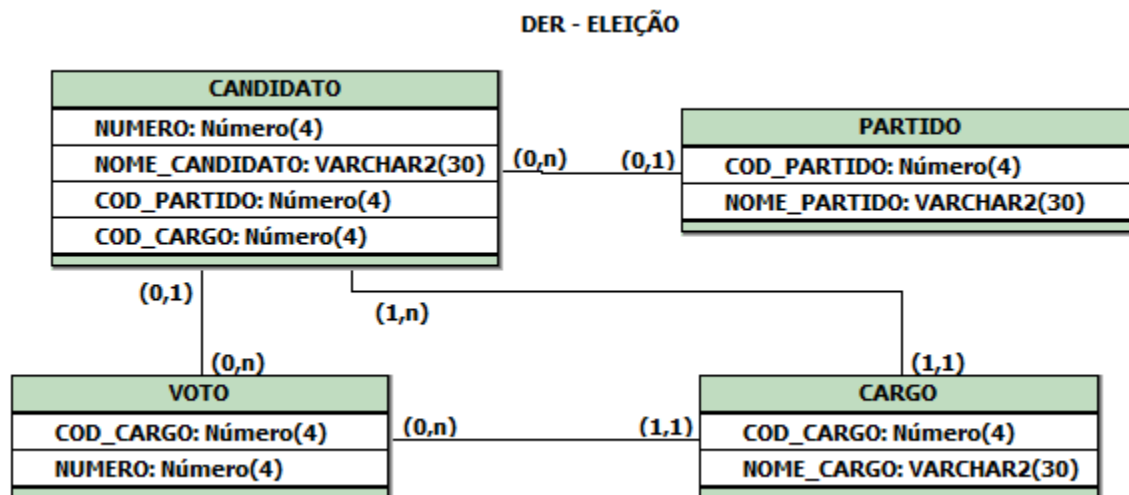 DER - ELEIÇÃO
CANDIDATO
NUMERO: Número(4)
NOME_CANDIDATO: VARCHAR2(30)
COD_PARTIDO: Número(4)
COD_CARGO: Número(4)
(0,n)
(0,1)
PARTIDO
COD_PARTIDO: Número(4)
NOME_PARTIDO: VARCHAR2(30)
(0,1)
(1,n)
(0,n)
(1,1)
VOTO
COD_CARGO: Número(4)
NUMERO: Número(4)
(0,n)
(1,1)
CARGO
COD_CARGO: Número(4)
NOME_CARGO: VARCHAR2(30)